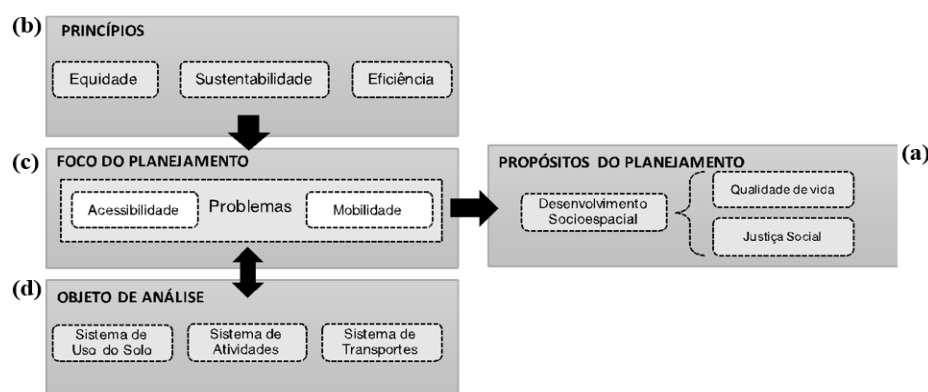 (b)
PRINCÍPIOS
Equidade
Sustentabilidade
Eficiência
(c)
FOCO DO PLANEJAMENTO
Acessibilidade
Problemas
Mobilidade
PROPÓSITOS DO PLANEJAMENTO
(a)
Desenvolvimento
Socioespacial
Qualidade de vida
Justiça Social
(d)
OBJETO DE ANÁLISE
Sistema de
Uso do Solo
Sistema de
Atividades
Sistema de
Transportes